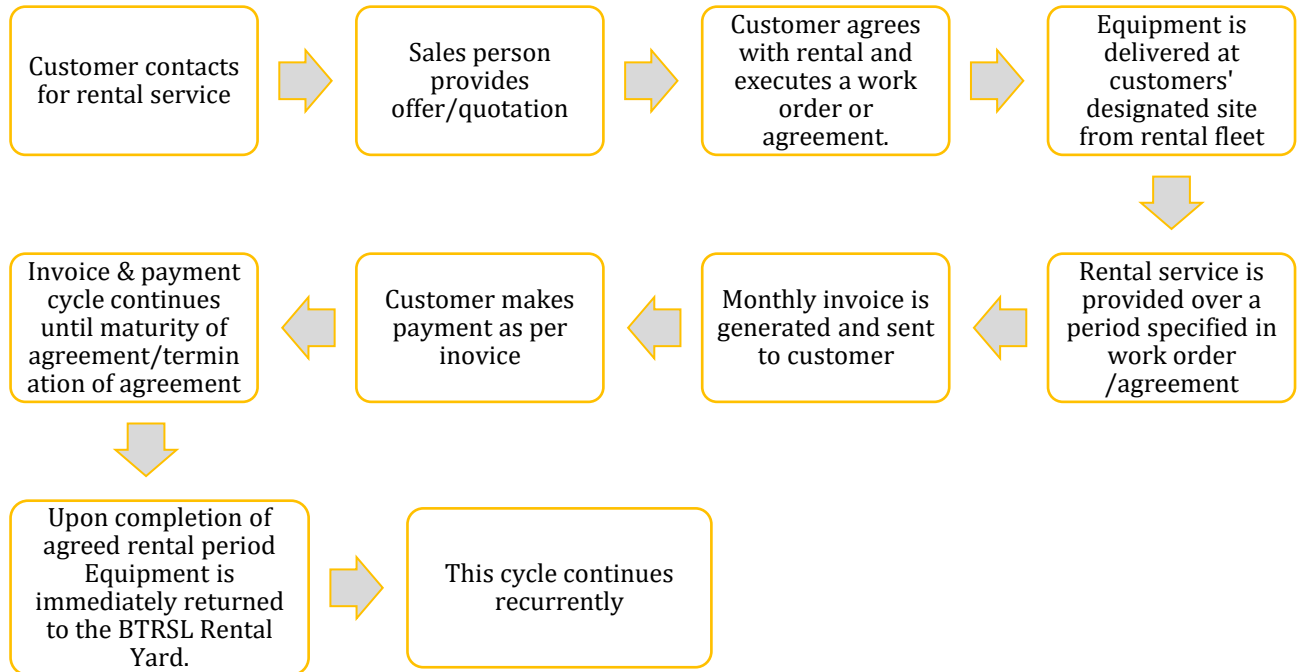 Customer contacts
for rental service
Sales person
provides
offer/quotation
Customer agrees
with rental and
executes a work
order or
agreement.
Equipment is
delivered at
customers'
designated site
from rental fleet
Rental service is
provided over a
period specified in
work order
/agreement
Monthly invoice is
generated and sent
to customer
Customer makes
payment as per
inovice
Invoice & payment
cycle continues
until maturity of
agreement/termin
ation of agreement
Upon completion of
agreed rental period
Equipment is
immediately returned
to the BTRSL Rental
Yard.
This cycle continues
recurrently